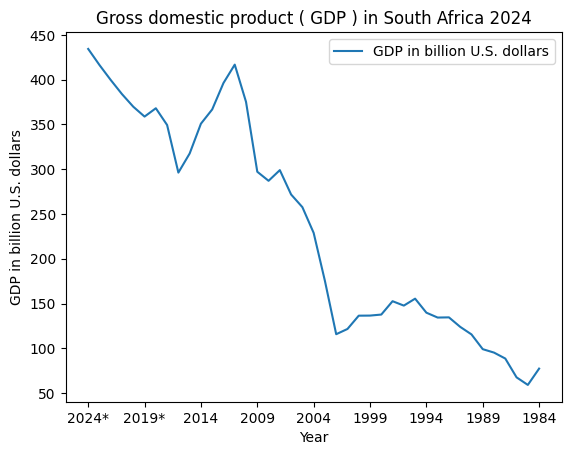 Gross domestic product ( GDP ) in South Africa 2024
GDP in billion U.S. dollars
GDP in billion U.S. dollars
450
400
350
300
250
200
150
100
50
2024* 2019* 2014 2009 2004 1999 1994 1989 1984
Year